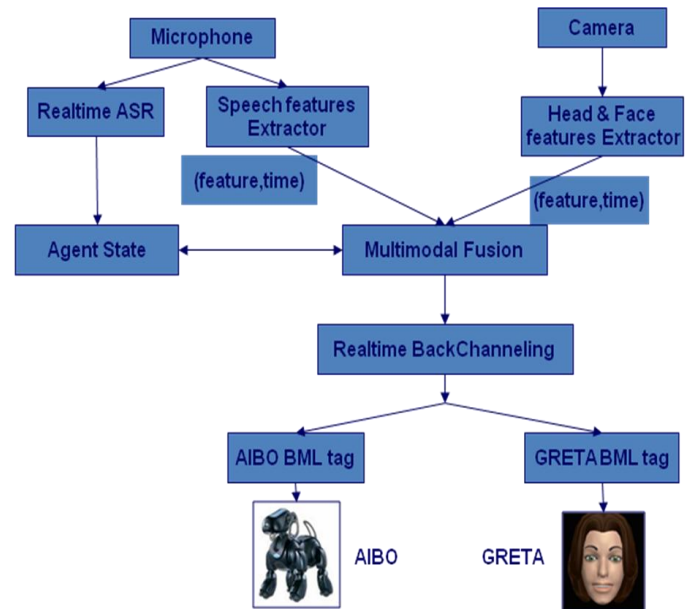 Microphone
Camera
Realtime ASR
Speech features
Extractor
Head & Face
features Extractor
(feature,time)
(feature,time)
Agent State
Multimodal Fusion
Realtime BackChanneling
AIBO BML tag
GRETA BML tag
AIBO
GRETA